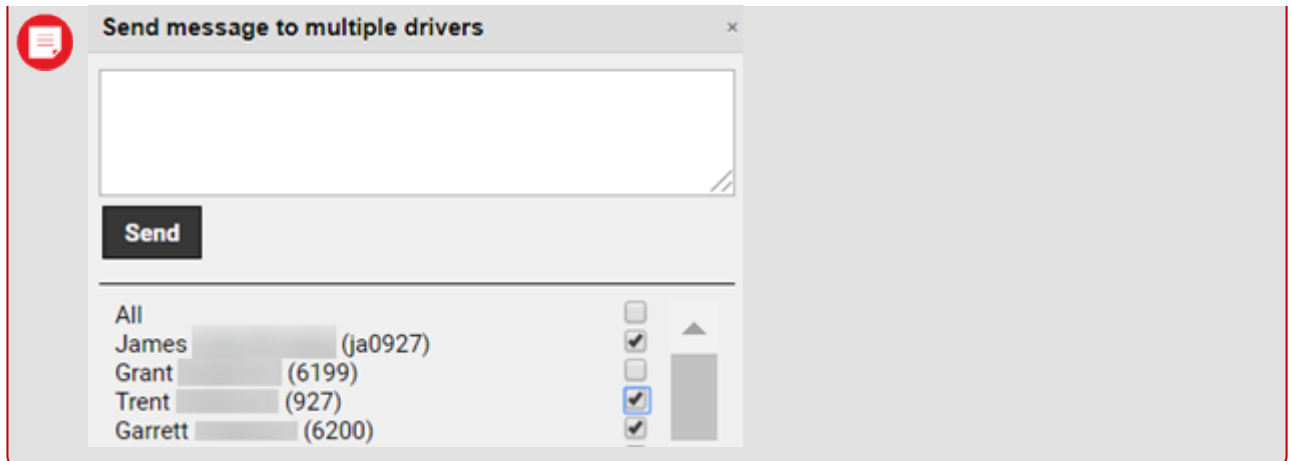 Send message to multiple drivers ×
Send
All
James (ja0927)
Grant (6199)
Trent (927)
Garrett (6200)